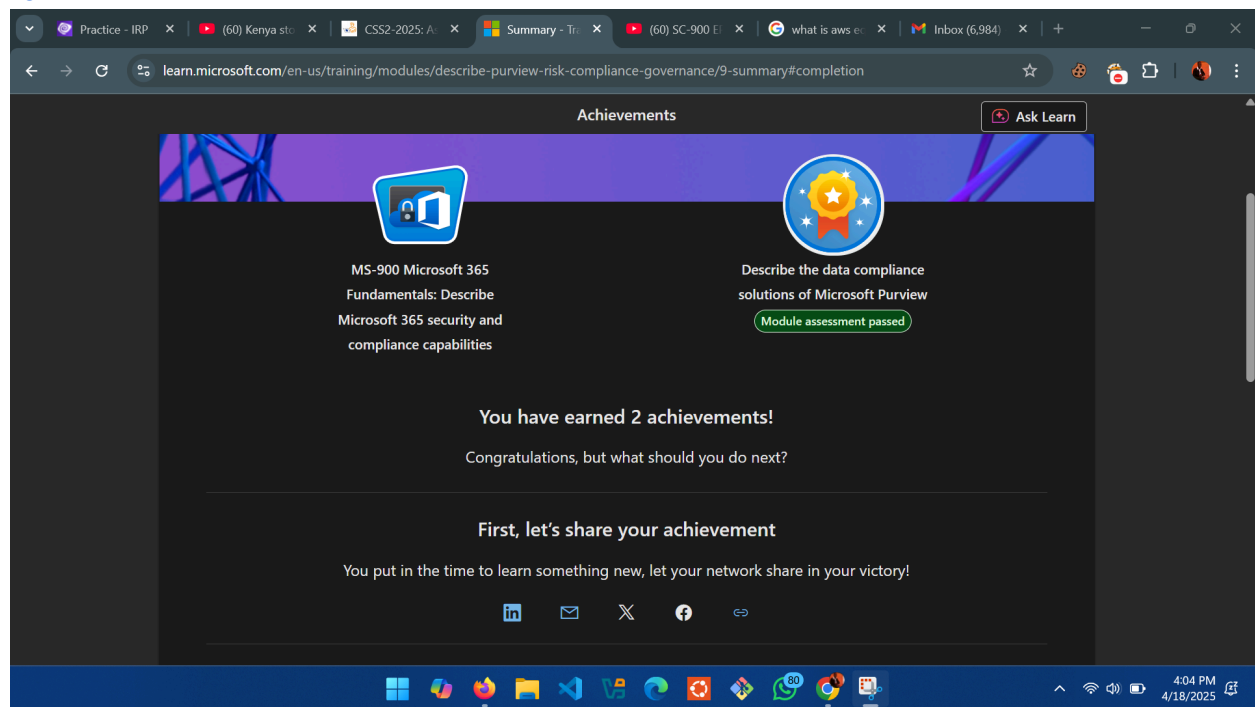 Practice - IRP
(60) Kenya sto
CSS2-2025: A
Summary - Tra
(60) SC-900 E
what is aws ec
Inbox (6,984)
learn.microsoft.com/en-us/training/modules/describe-purview-risk-compliance-governance/9-summary#completion
Achievements
Ask Learn
MS-900 Microsoft 365
Fundamentals: Describe
Microsoft 365 security and
compliance capabilities
Describe the data compliance
solutions of Microsoft Purview
Module assessment passed
You have earned 2 achievements!
Congratulations, but what should you do next?
First, let's share your achievement
You put in the time to learn something new, let your network share in your victory!
80
4:04 PM
4/18/2025